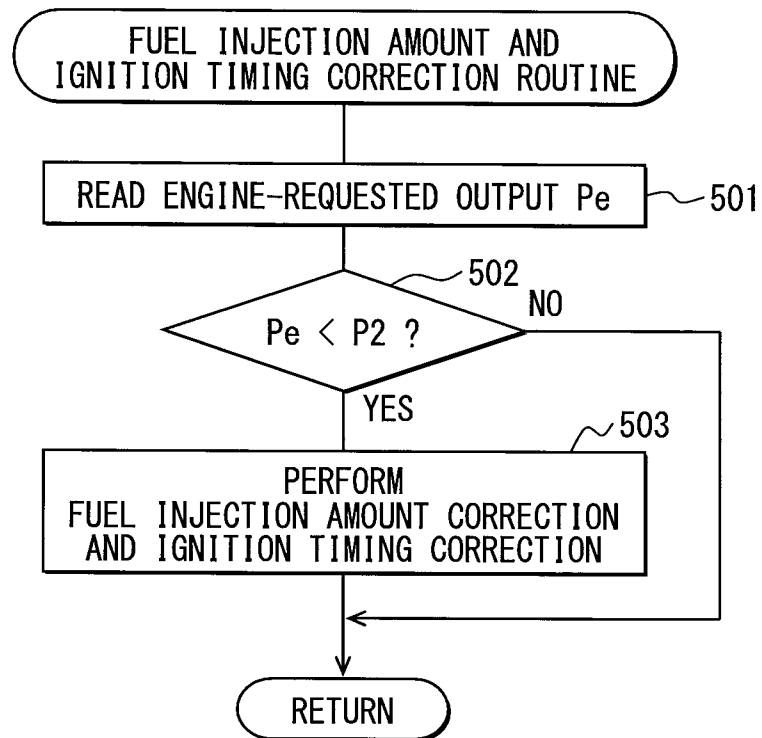 FUEL INJECTION AMOUNT AND
IGNITION TIMING CORRECTION ROUTINE
READ ENGINE-REQUESTED OUTPUT Pe
501
502
Pe < P2 ?
NO
YES
503
PERFORM
FUEL INJECTION AMOUNT CORRECTION
AND IGNITION TIMING CORRECTION
RETURN